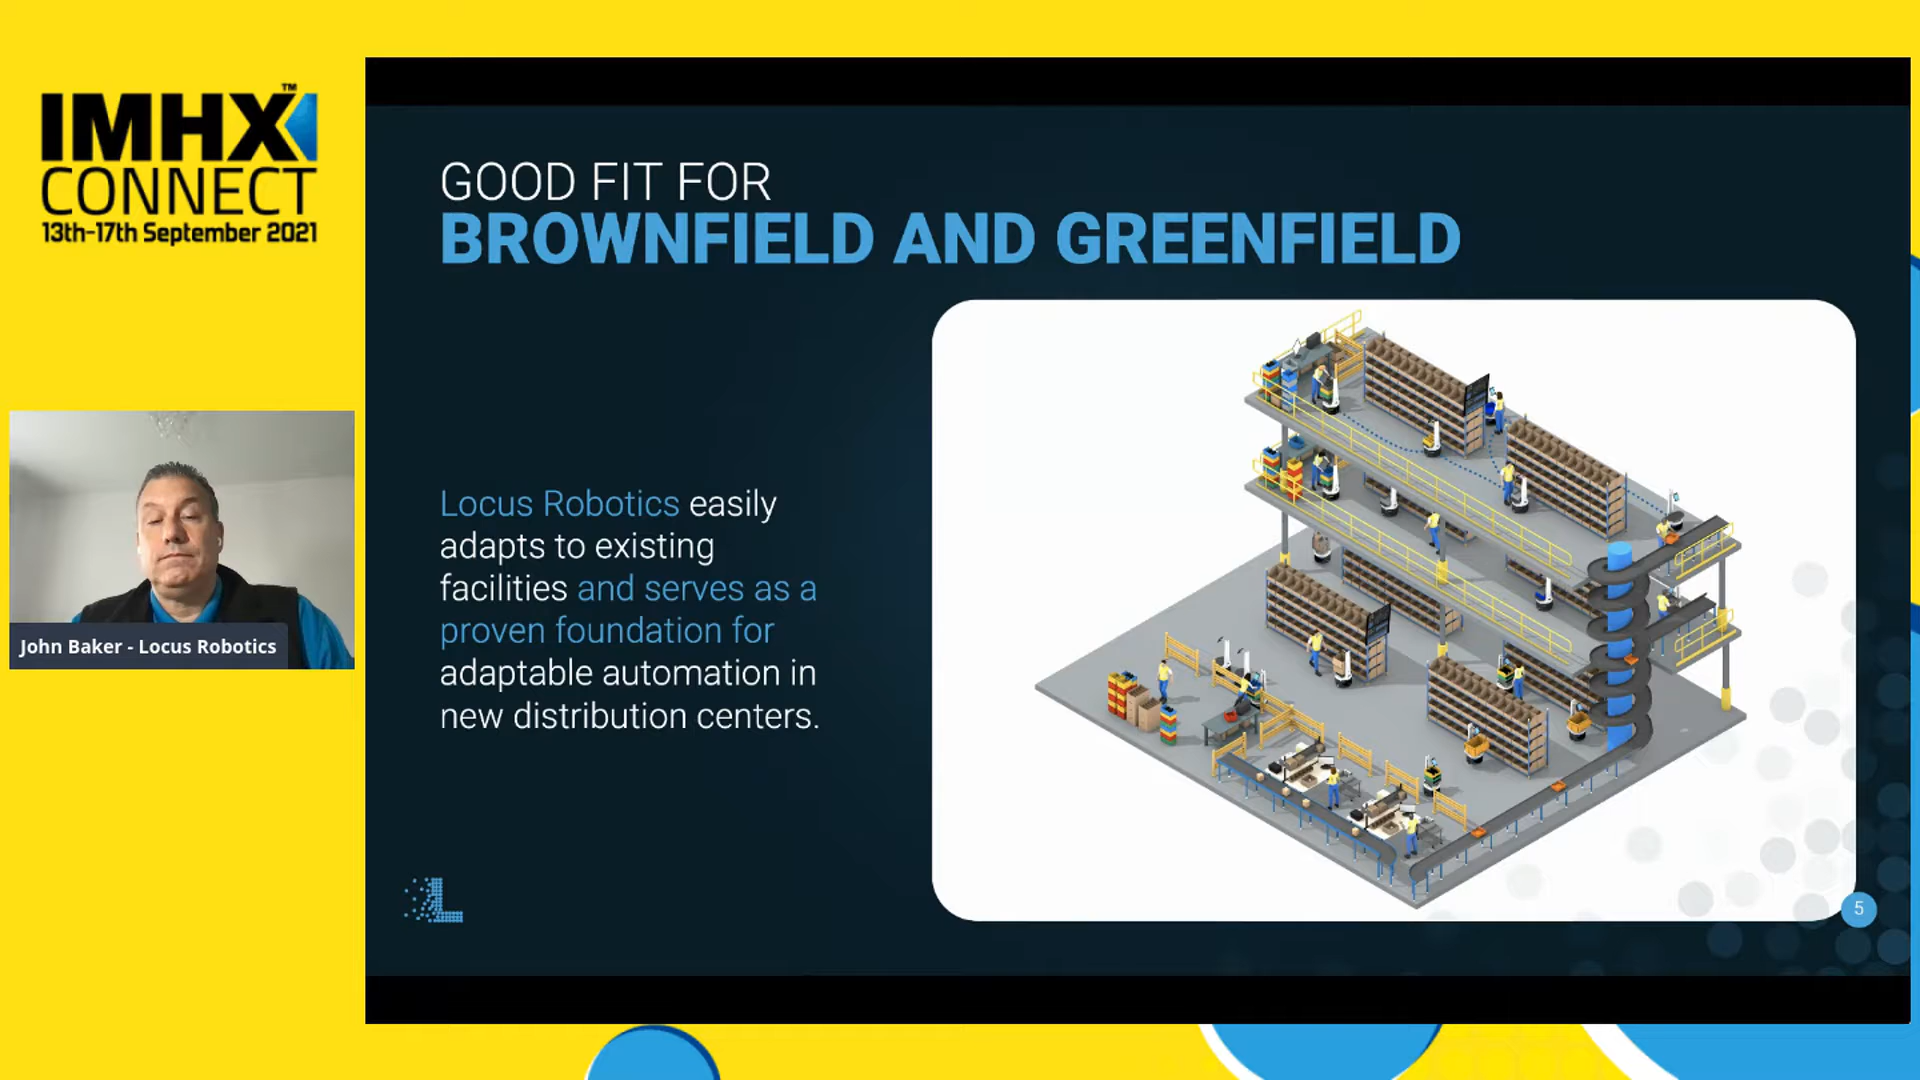 IMHX™
CONNECT
13th-17th September 2021
John Baker - Locus Robotics
GOOD FIT FOR
BROWNFIELD AND GREENFIELD
Locus Robotics easily
adapts to existing
facilities and serves as a
proven foundation for
adaptable automation in
new distribution centers.
5